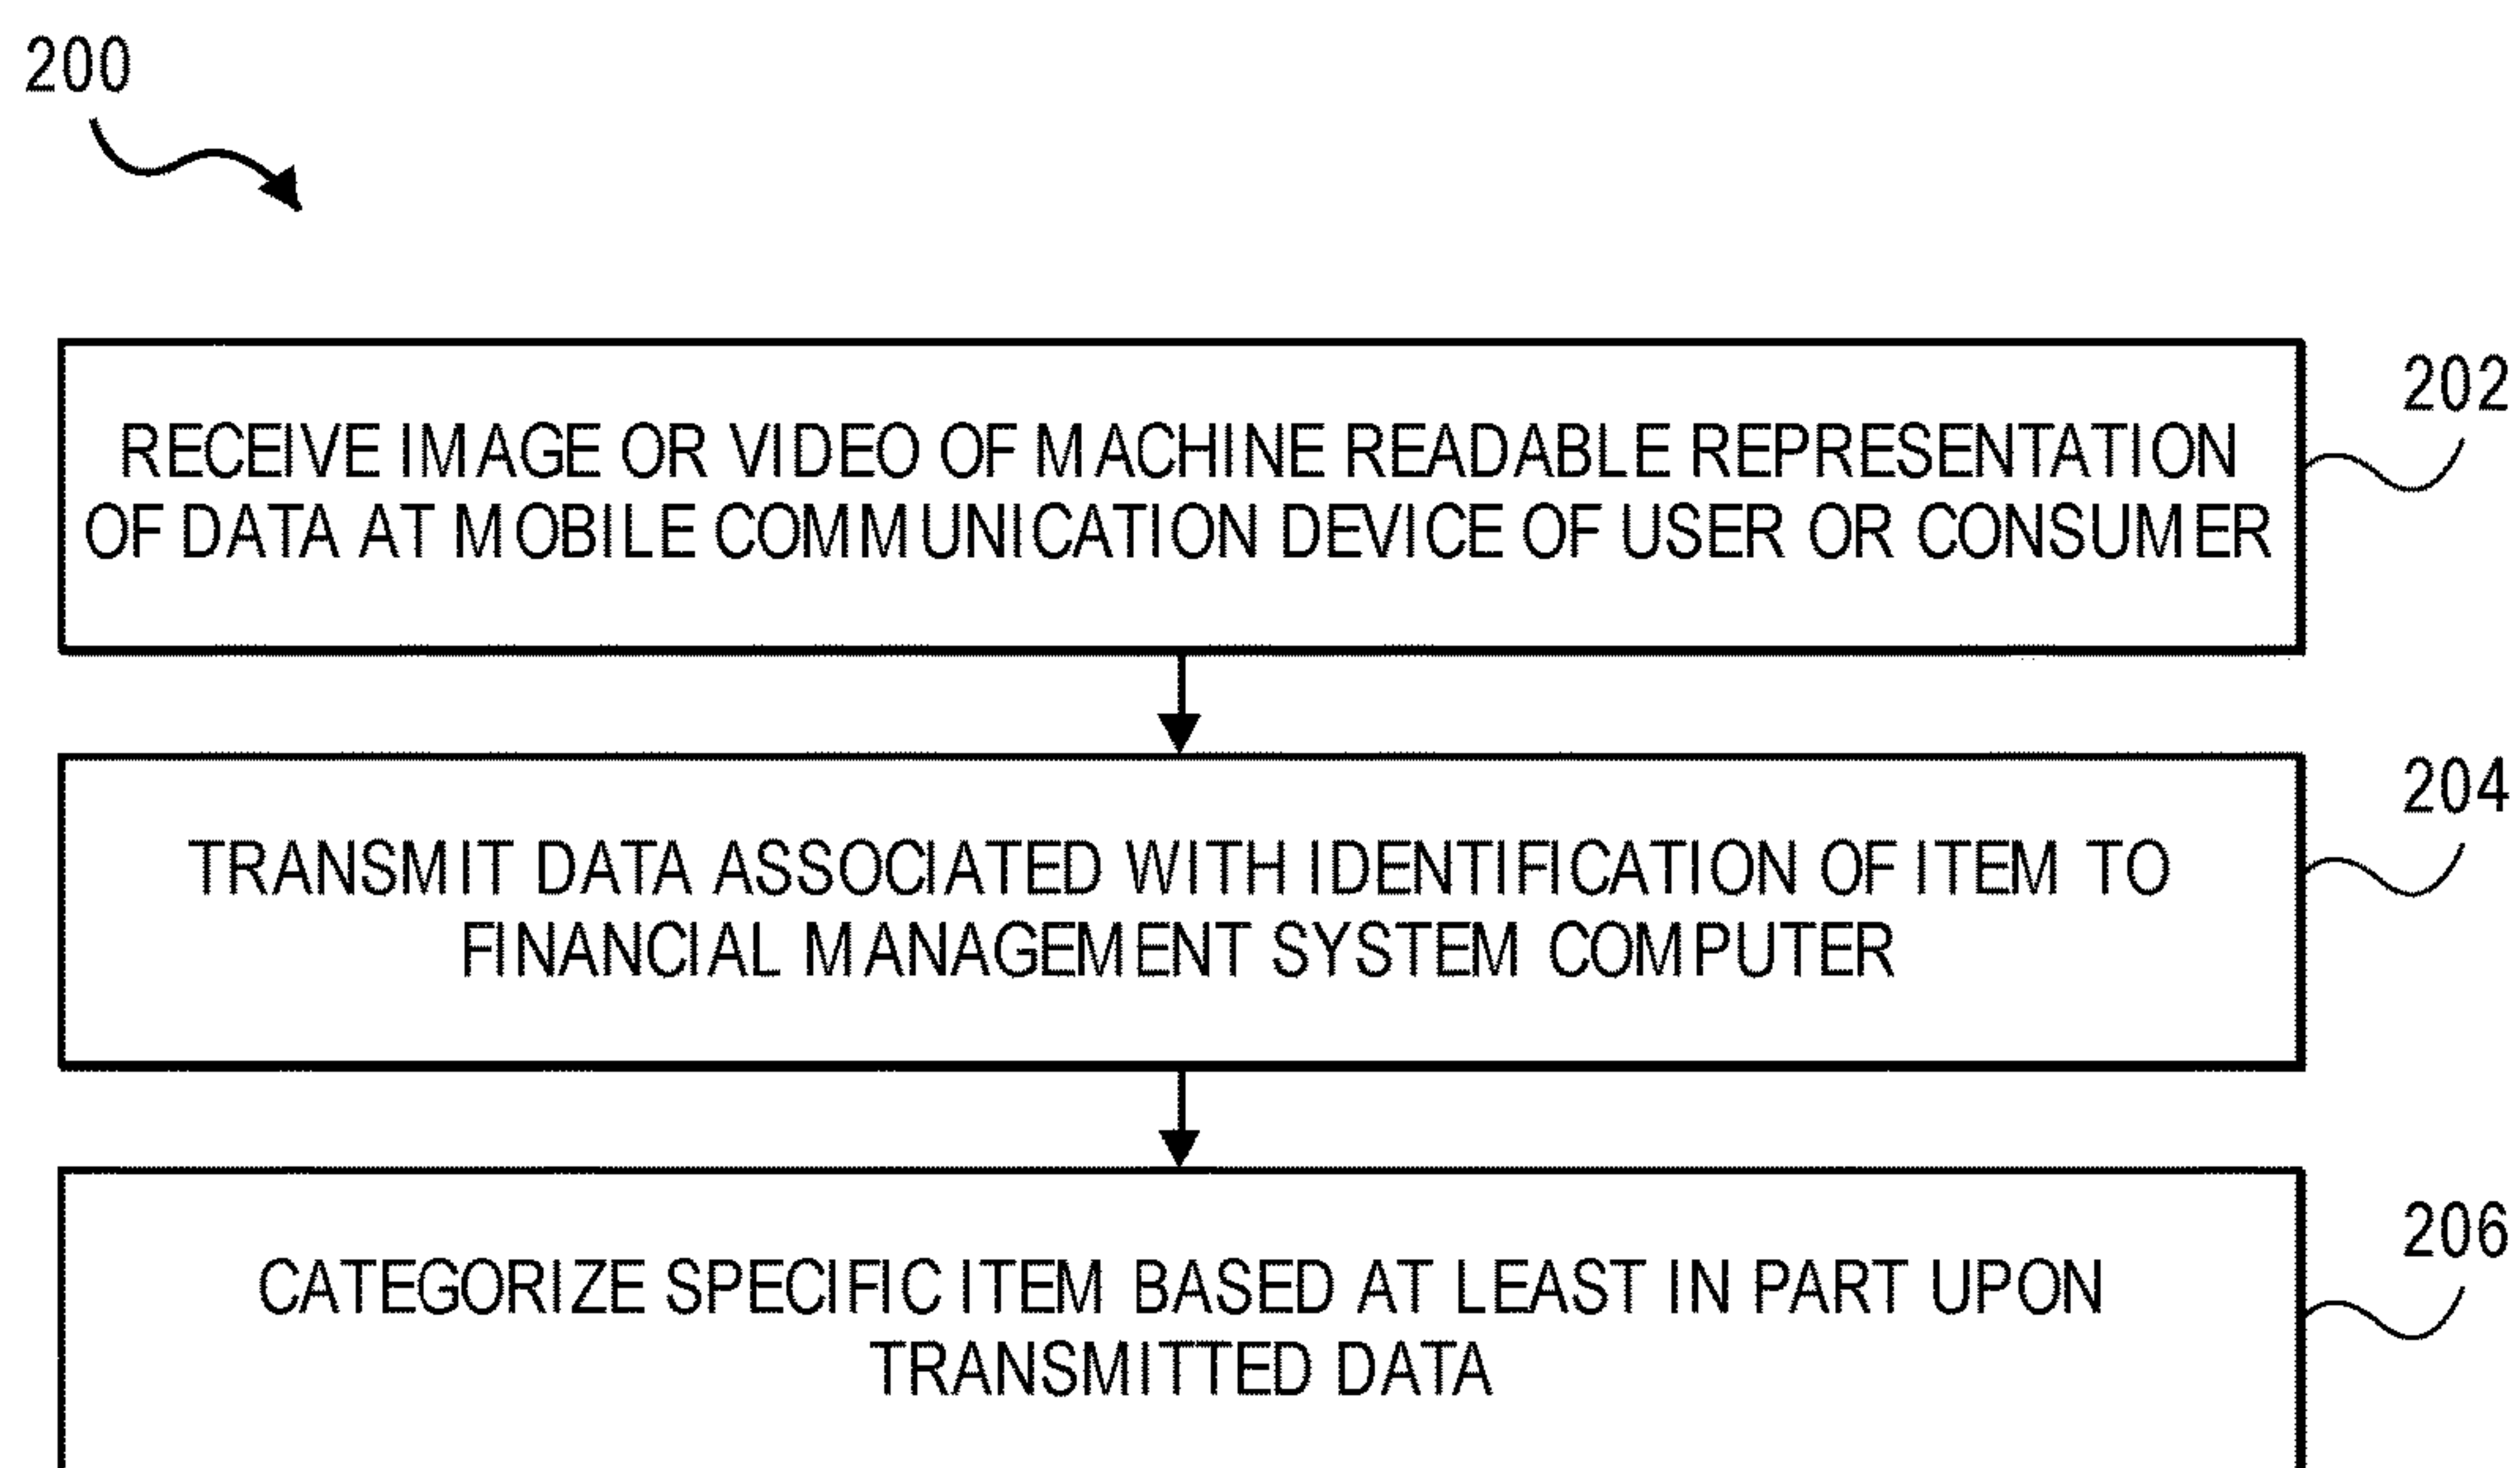 200
202
RECEIVE IMAGE OR VIDEO OF MACHINE READABLE REPRESENTATION
OF DATA AT MOBILE COMMUNICATION DEVICE OF USER OR CONSUMER
204
TRANSMIT DATA ASSOCIATED WITH IDENTIFICATION OF ITEM TO
FINANCIAL MANAGEMENT SYSTEM COMPUTER
206
CATEGORIZE SPECIFIC ITEM BASED AT LEAST IN PART UPON
TRANSMITTED DATA